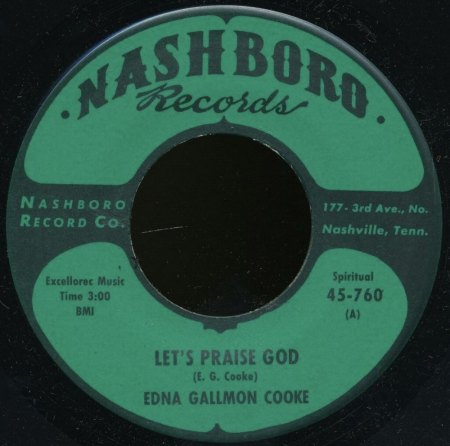 ·NASHBORO·
Records
NASHBORO
RECORD CO.
177-3rd Ave., No.
Nashville, Tenn.
Excellorec Music
Time 3:00
BMI
Spiritual
45-760
(A)
LET'S PRAISE GOD
(E. G. Cooke)
EDNA GALLMON COOKE